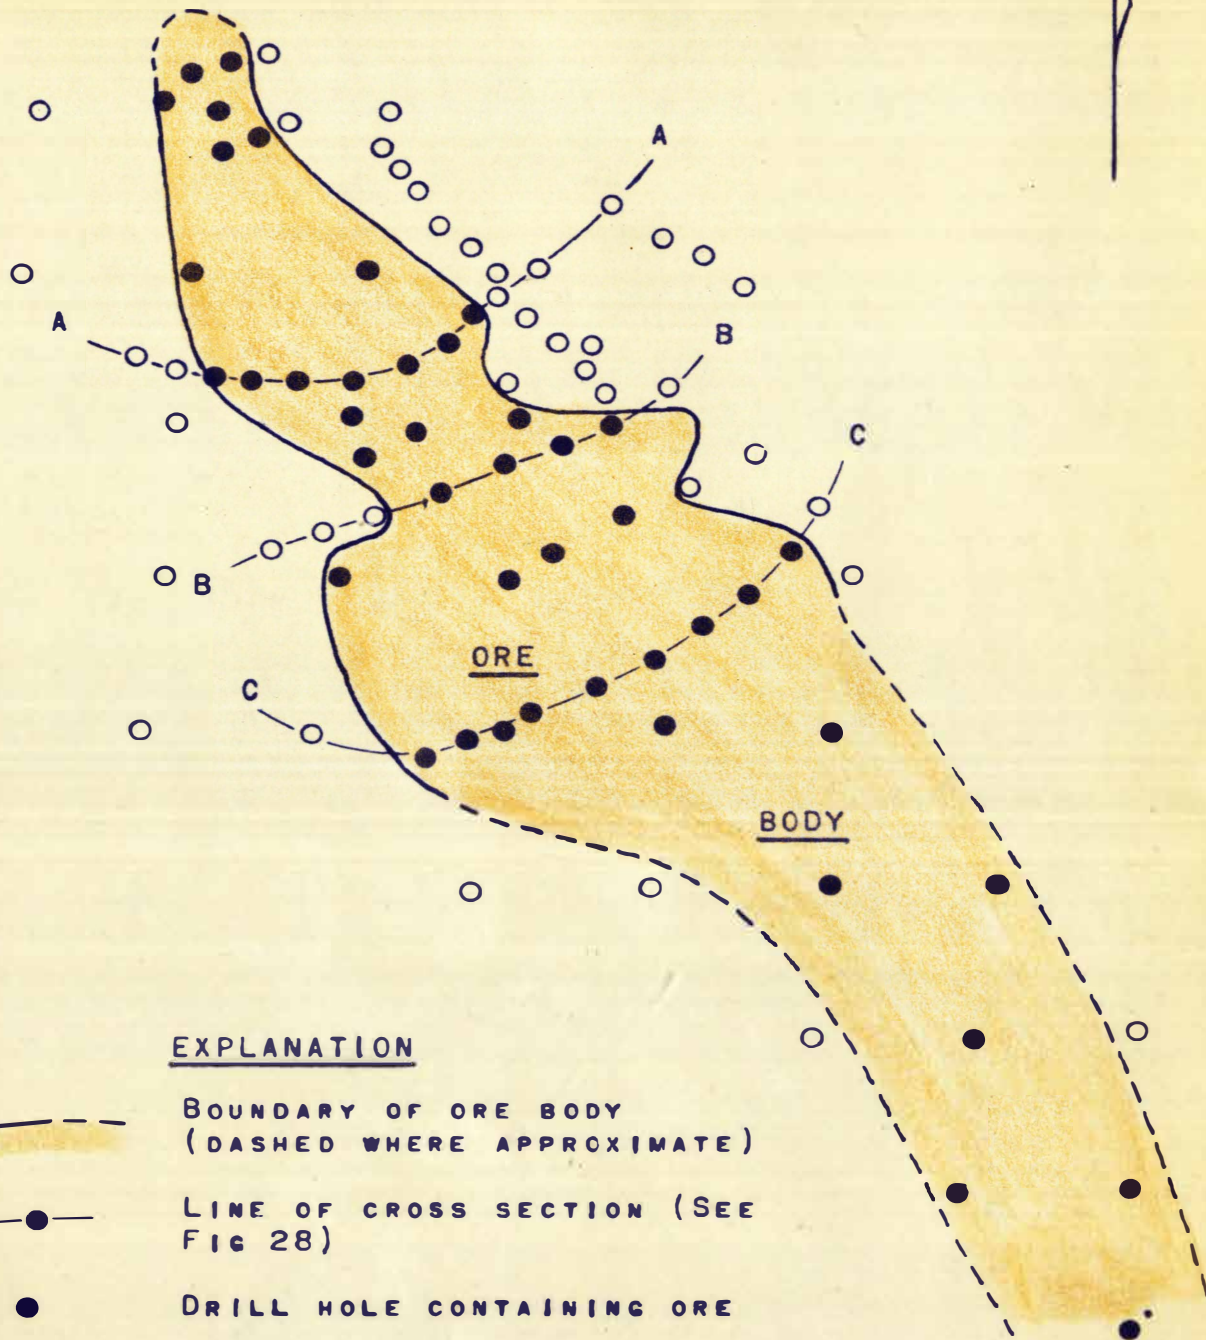 A
A
B
C
B
ORE
C
BODY
EXPLANATION
BOUNDARY OF ORE BODY
(DASHED WHERE APPROXIMATE)
LINE OF CROSS SECTION (SEE
FIG 28)
DRILL HOLE CONTAINING ORE